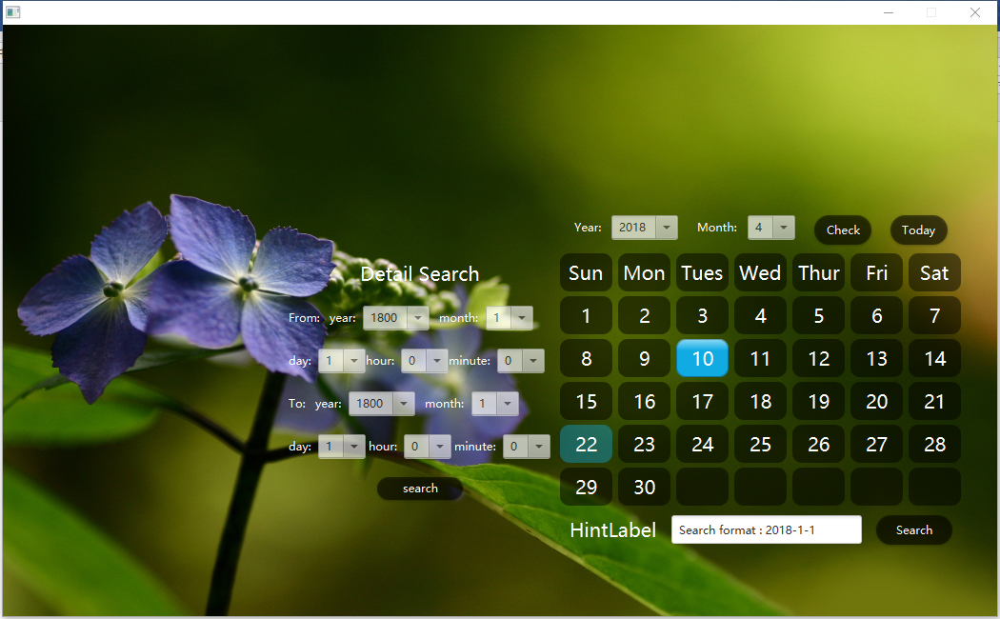 Year: 2018 Month: 4 Check Today
Detail Search
From: year: 1800 month: 1
day: 1 hour: 0 minute: 0
To: year: 1800 month: 1
day: 1 hour: 0 minute: 0
search
Sun Mon Tues Wed Thur Fri Sat
1 2 3 4 5 6 7
8 9 10 11 12 13 14
15 16 17 18 19 20 21
22 23 24 25 26 27 28
29 30
HintLabel Search format : 2018-1-1 Search